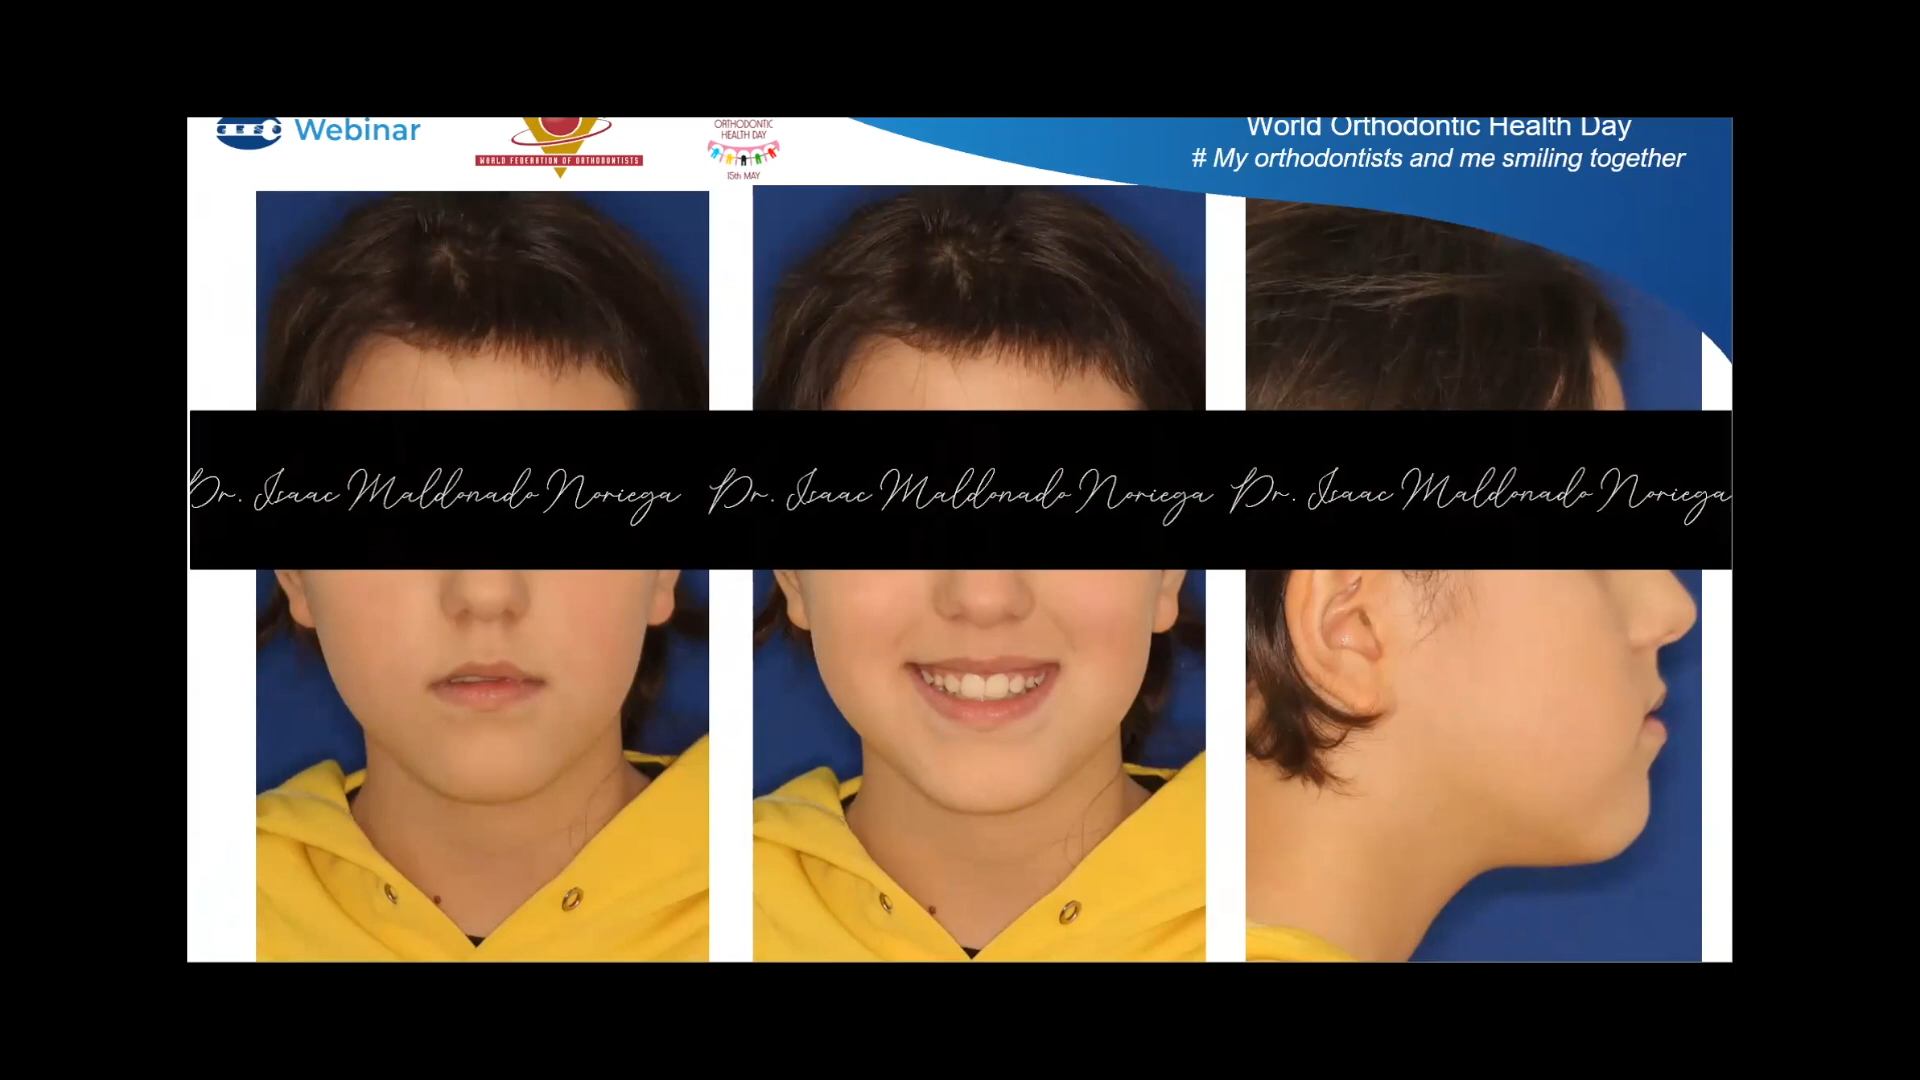 Webinar
WORLD FEDERATION OF ORTHODONTISTS
ORTHODONTIC
HEALTH DAY
15th MAY
World Orthodontic Health Day
# My orthodontists and me smiling together
Dr. Isaac Maldonado Noriega Dr. Isaac Maldonado Noriega Dr. Isaac Maldonado Noriega